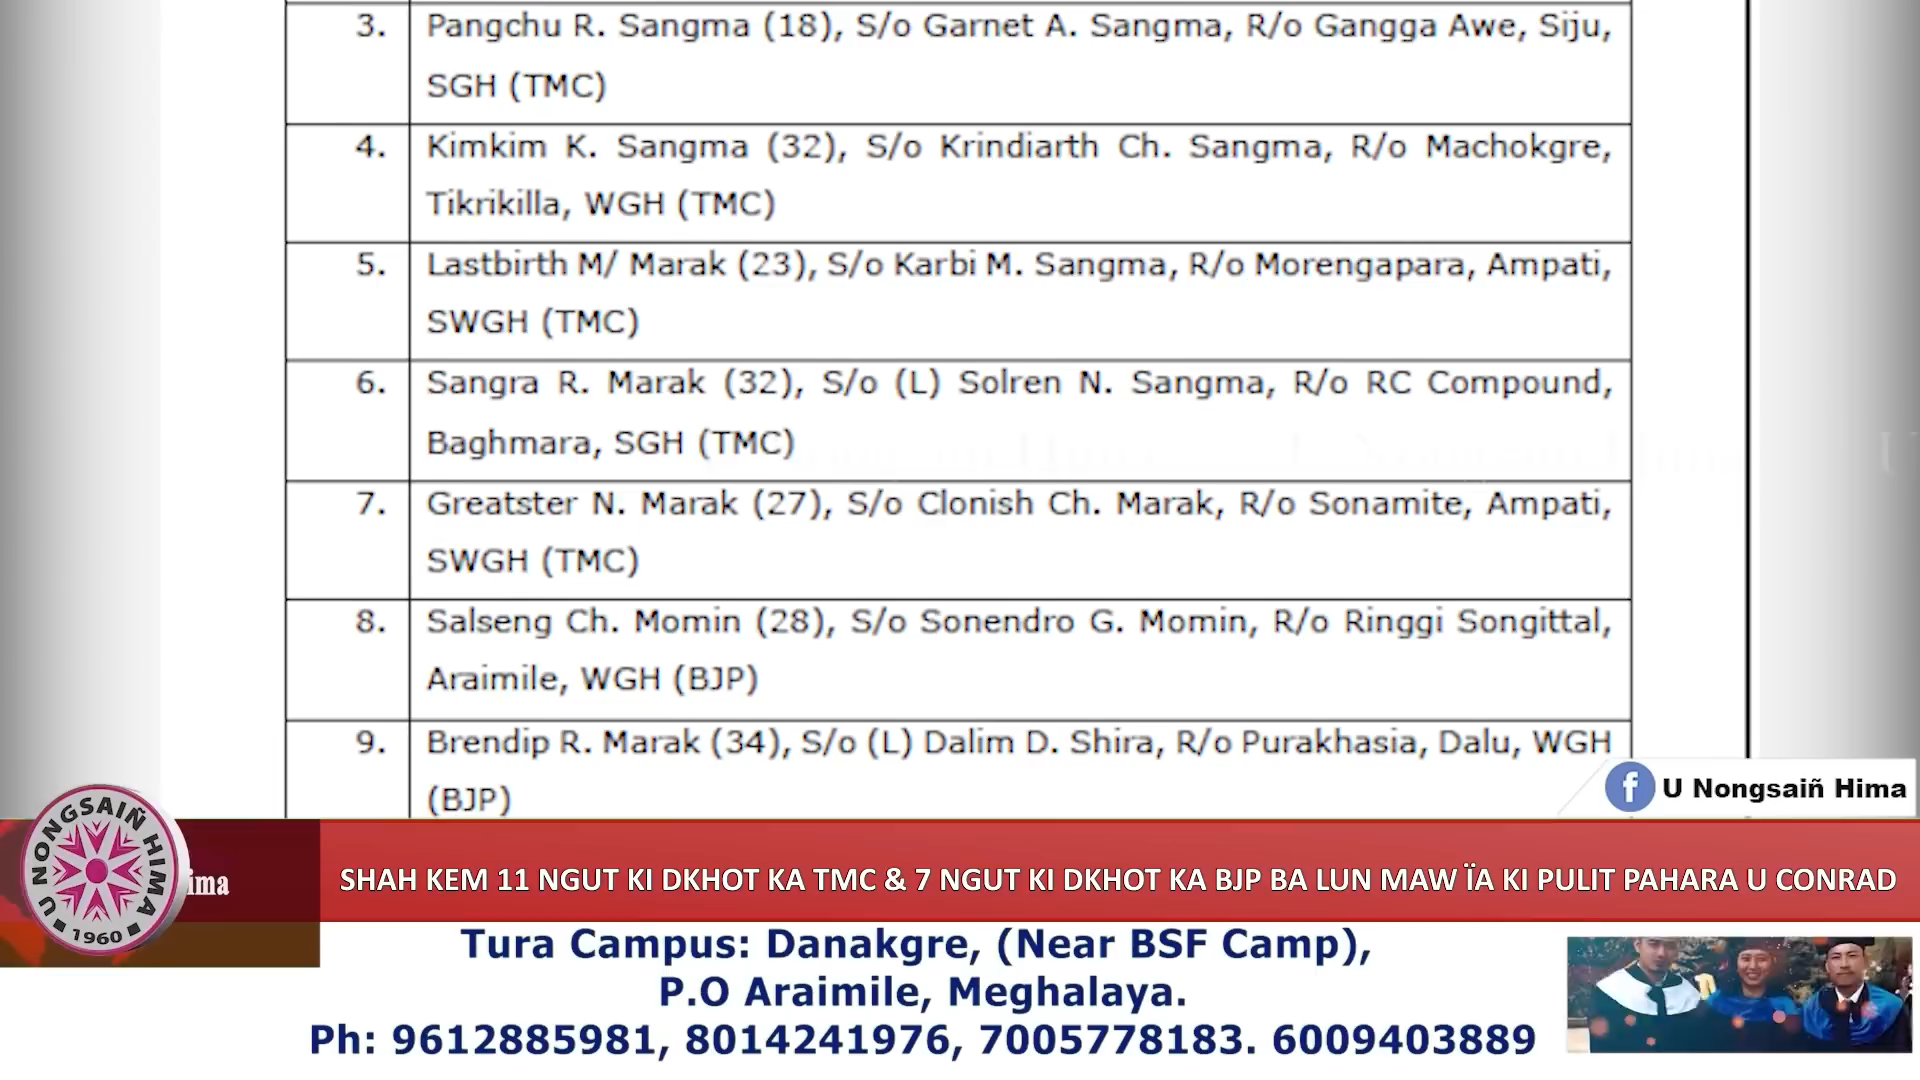 3. Pangchu R. Sangma (18), S/o Garnet A. Sangma, R/o Gangga Awe, Siju,
SGH (TMC)
4. Kimkim K. Sangma (32), S/o Krindiarth Ch. Sangma, R/o Machokgre,
Tikrikilla, WGH (TMC)
5. Lastbirth M/ Marak (23), S/o Karbi M. Sangma, R/o Morengapara, Ampati,
SWGH (TMC)
6. Sangra R. Marak (32), S/o (L) Solren N. Sangma, R/o RC Compound,
Baghmara, SGH (TMC)
7. Greatster N. Marak (27), S/o Clonish Ch. Marak, R/o Sonamite, Ampati,
SWGH (TMC)
8. Salseng Ch. Momin (28), S/o Sonendro G. Momin, R/o Ringgi Songittal,
Araimile, WGH (BJP)
9. Brendip R. Marak (34), S/o (L) Dalim D. Shira, R/o Purakhasia, Dalu, WGH
(BJP)
f U Nongsaiñ Hima
U NONGSAIÑ HIMA
1960
ima
SHAH KEM 11 NGUT KI DKHOT KA TMC & 7 NGUT KI DKHOT KA BJP BA LUN MAW ÏA KI PULIT PAHARA U CONRAD
Tura Campus: Danakgre, (Near BSF Camp),
P.O Araimile, Meghalaya.
Ph: 9612885981, 8014241976, 7005778183. 6009403889